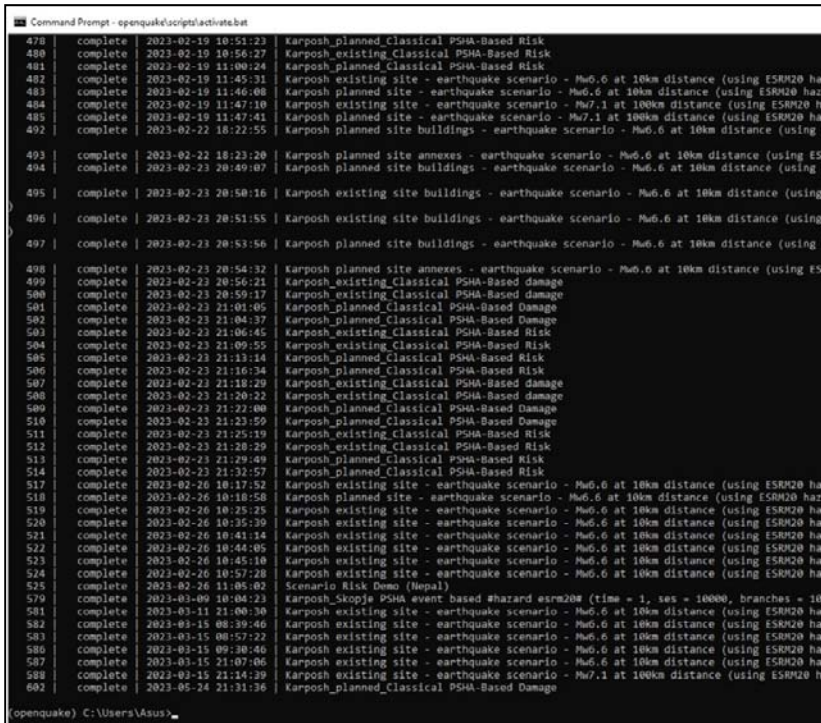 Command Prompt - openquake\scripts\activate.bat
478 | complete | 2023-02-19 10:51:23 | Karposh_planned_Classical PSHA-Based Risk
480 | complete | 2023-02-19 10:56:27 | Karposh_existing_Classical PSHA-Based Risk
481 | complete | 2023-02-19 11:00:24 | Karposh_planned_Classical PSHA-Based Risk
482 | complete | 2023-02-19 11:45:31 | Karposh existing site - earthquake scenario - Mw6.6 at 10km distance (using ESRM20 haz
483 | complete | 2023-02-19 11:46:08 | Karposh planned site - earthquake scenario - Mw6.6 at 10km distance (using ESRM20 haz
484 | complete | 2023-02-19 11:47:10 | Karposh existing site - earthquake scenario - Mw7.1 at 100km distance (using ESRM20 h
485 | complete | 2023-02-19 11:47:41 | Karposh planned site - earthquake scenario - Mw7.1 at 100km distance (using ESRM20 ha
492 | complete | 2023-02-22 18:22:55 | Karposh planned site buildings - earthquake scenario - Mw6.6 at 10km distance (using
493 | complete | 2023-02-22 18:23:20 | Karposh planned site annexes - earthquake scenario - Mw6.6 at 10km distance (using ES
494 | complete | 2023-02-23 20:49:07 | Karposh planned site buildings - earthquake scenario - Mw6.6 at 10km distance (using
495 | complete | 2023-02-23 20:50:16 | Karposh existing site buildings - earthquake scenario - Mw6.6 at 10km distance (using
)
496 | complete | 2023-02-23 20:51:55 | Karposh existing site buildings - earthquake scenario - Mw6.6 at 10km distance (using
)
497 | complete | 2023-02-23 20:53:56 | Karposh planned site buildings - earthquake scenario - Mw6.6 at 10km distance (using
498 | complete | 2023-02-23 20:54:32 | Karposh planned site annexes - earthquake scenario - Mw6.6 at 10km distance (using ES
499 | complete | 2023-02-23 20:56:21 | Karposh_existing_Classical PSHA-Based damage
500 | complete | 2023-02-23 20:59:17 | Karposh_existing_Classical PSHA-Based damage
501 | complete | 2023-02-23 21:01:05 | Karposh_planned_Classical PSHA-Based Damage
502 | complete | 2023-02-23 21:04:37 | Karposh_planned_Classical PSHA-Based Damage
503 | complete | 2023-02-23 21:06:45 | Karposh_existing_Classical PSHA-Based Risk
504 | complete | 2023-02-23 21:09:55 | Karposh_existing_Classical PSHA-Based Risk
505 | complete | 2023-02-23 21:13:14 | Karposh_planned_Classical PSHA-Based Risk
506 | complete | 2023-02-23 21:16:34 | Karposh_planned_Classical PSHA-Based Risk
507 | complete | 2023-02-23 21:18:29 | Karposh_existing_Classical PSHA-Based damage
508 | complete | 2023-02-23 21:20:22 | Karposh_existing_Classical PSHA-Based damage
509 | complete | 2023-02-23 21:22:00 | Karposh_planned_Classical PSHA-Based Damage
510 | complete | 2023-02-23 21:23:59 | Karposh_planned_Classical PSHA-Based Damage
511 | complete | 2023-02-23 21:25:19 | Karposh_existing_Classical PSHA-Based Risk
512 | complete | 2023-02-23 21:28:29 | Karposh_existing_Classical PSHA-Based Risk
513 | complete | 2023-02-23 21:29:49 | Karposh_planned_Classical PSHA-Based Risk
514 | complete | 2023-02-23 21:32:57 | Karposh_planned_Classical PSHA-Based Risk
517 | complete | 2023-02-26 10:17:52 | Karposh existing site - earthquake scenario - Mw6.6 at 10km distance (using ESRM20 ha
518 | complete | 2023-02-26 10:18:58 | Karposh planned site - earthquake scenario - Mw6.6 at 10km distance (using ESRM20 haz
519 | complete | 2023-02-26 10:25:25 | Karposh existing site - earthquake scenario - Mw6.6 at 10km distance (using ESRM20 ha
520 | complete | 2023-02-26 10:35:39 | Karposh existing site - earthquake scenario - Mw6.6 at 10km distance (using ESRM20 ha
521 | complete | 2023-02-26 10:41:14 | Karposh existing site - earthquake scenario - Mw6.6 at 10km distance (using ESRM20 ha
522 | complete | 2023-02-26 10:44:05 | Karposh existing site - earthquake scenario - Mw6.6 at 10km distance (using ESRM20 ha
523 | complete | 2023-02-26 10:45:10 | Karposh existing site - earthquake scenario - Mw6.6 at 10km distance (using ESRM20 ha
524 | complete | 2023-02-26 10:57:28 | Karposh existing site - earthquake scenario - Mw6.6 at 10km distance (using ESRM20 ha
525 | complete | 2023-02-26 11:05:02 | Scenario Risk Demo (Nepal)
579 | complete | 2023-03-09 10:04:23 | Karposh_Skopje PSHA event based #hazard esrm20# (time = 1, ses = 10000, branches = 10
581 | complete | 2023-03-11 21:00:30 | Karposh existing site - earthquake scenario - Mw6.6 at 10km distance (using ESRM20 ha
582 | complete | 2023-03-15 08:39:46 | Karposh existing site - earthquake scenario - Mw6.6 at 10km distance (using ESRM20 ha
583 | complete | 2023-03-15 08:57:22 | Karposh existing site - earthquake scenario - Mw6.6 at 10km distance (using ESRM20 ha
586 | complete | 2023-03-15 09:30:46 | Karposh existing site - earthquake scenario - Mw6.6 at 10km distance (using ESRM20 ha
587 | complete | 2023-03-15 21:07:06 | Karposh existing site - earthquake scenario - Mw6.6 at 10km distance (using ESRM20 ha
588 | complete | 2023-03-15 21:14:39 | Karposh existing site - earthquake scenario - Mw7.1 at 100km distance (using ESRM20 h
602 | complete | 2023-05-24 21:31:36 | Karposh_planned_Classical PSHA-Based Damage
(openquake) C:\Users\Asus>_